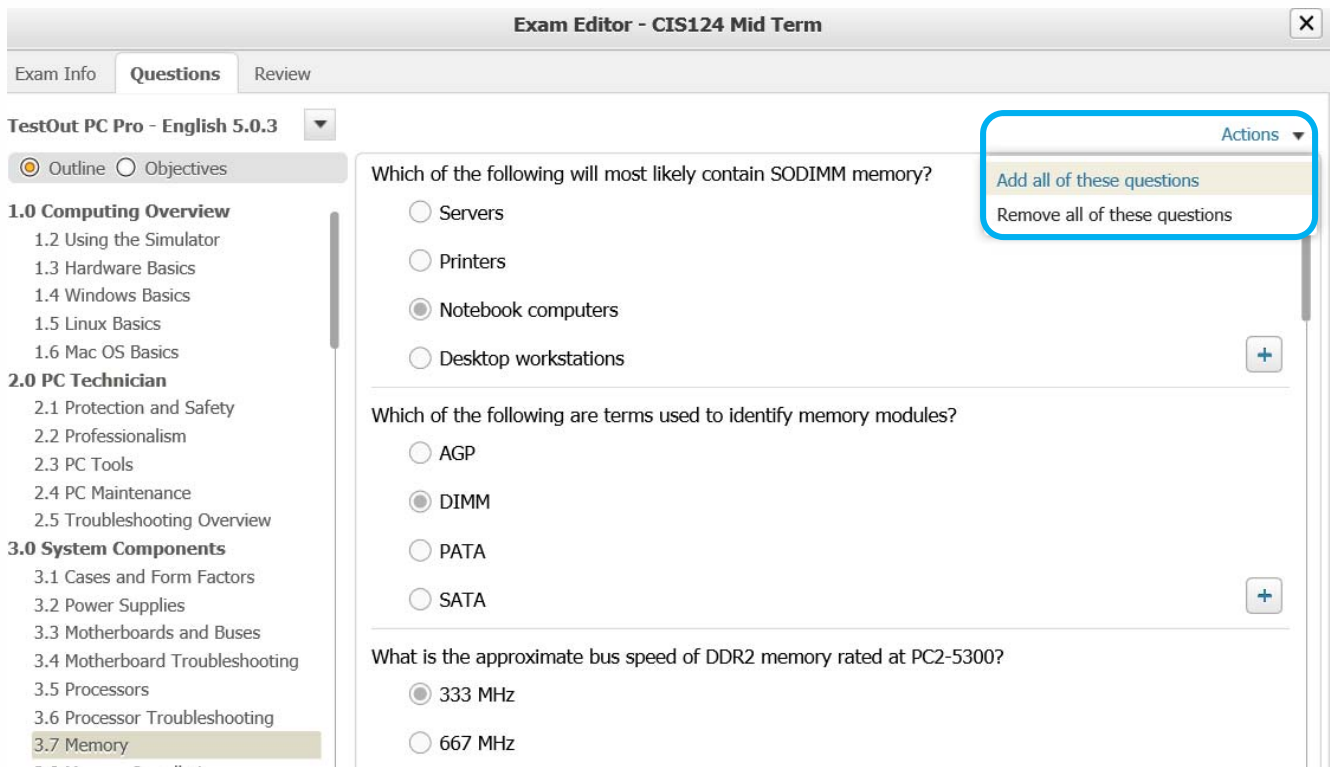 Exam Editor - CIS124 Mid Term
Exam Info Questions Review
TestOut PC Pro - English 5.0.3
Outline Objectives
1.0 Computing Overview
1.2 Using the Simulator
1.3 Hardware Basics
1.4 Windows Basics
1.5 Linux Basics
1.6 Mac OS Basics
2.0 PC Technician
2.1 Protection and Safety
2.2 Professionalism
2.3 PC Tools
2.4 PC Maintenance
2.5 Troubleshooting Overview
3.0 System Components
3.1 Cases and Form Factors
3.2 Power Supplies
3.3 Motherboards and Buses
3.4 Motherboard Troubleshooting
3.5 Processors
3.6 Processor Troubleshooting
3.7 Memory
Actions
Add all of these questions
Remove all of these questions
Which of the following will most likely contain SODIMM memory?
Servers
Printers
Notebook computers
Desktop workstations
+
Which of the following are terms used to identify memory modules?
AGP
DIMM
PATA
SATA
+
What is the approximate bus speed of DDR2 memory rated at PC2-5300?
333 MHz
667 MHz